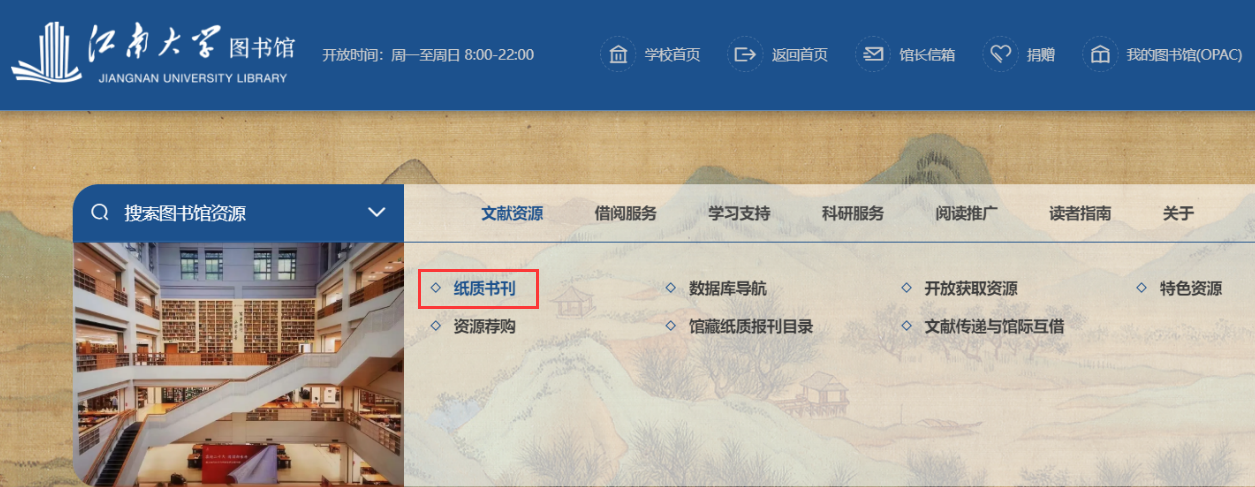 江南大学 图书馆
JIANGNAN UNIVERSITY LIBRARY
开放时间：周一至周日 8:00-22:00
学校首页 返回首页 馆长信箱 捐赠 我的图书馆(OPAC)
搜索图书馆资源
文献资源 借阅服务 学习支持 科研服务 阅读推广 读者指南 关于
纸质书刊 数据库导航 开放获取资源 特色资源
资源荐购 馆藏纸质报刊目录 文献传递与馆际互借